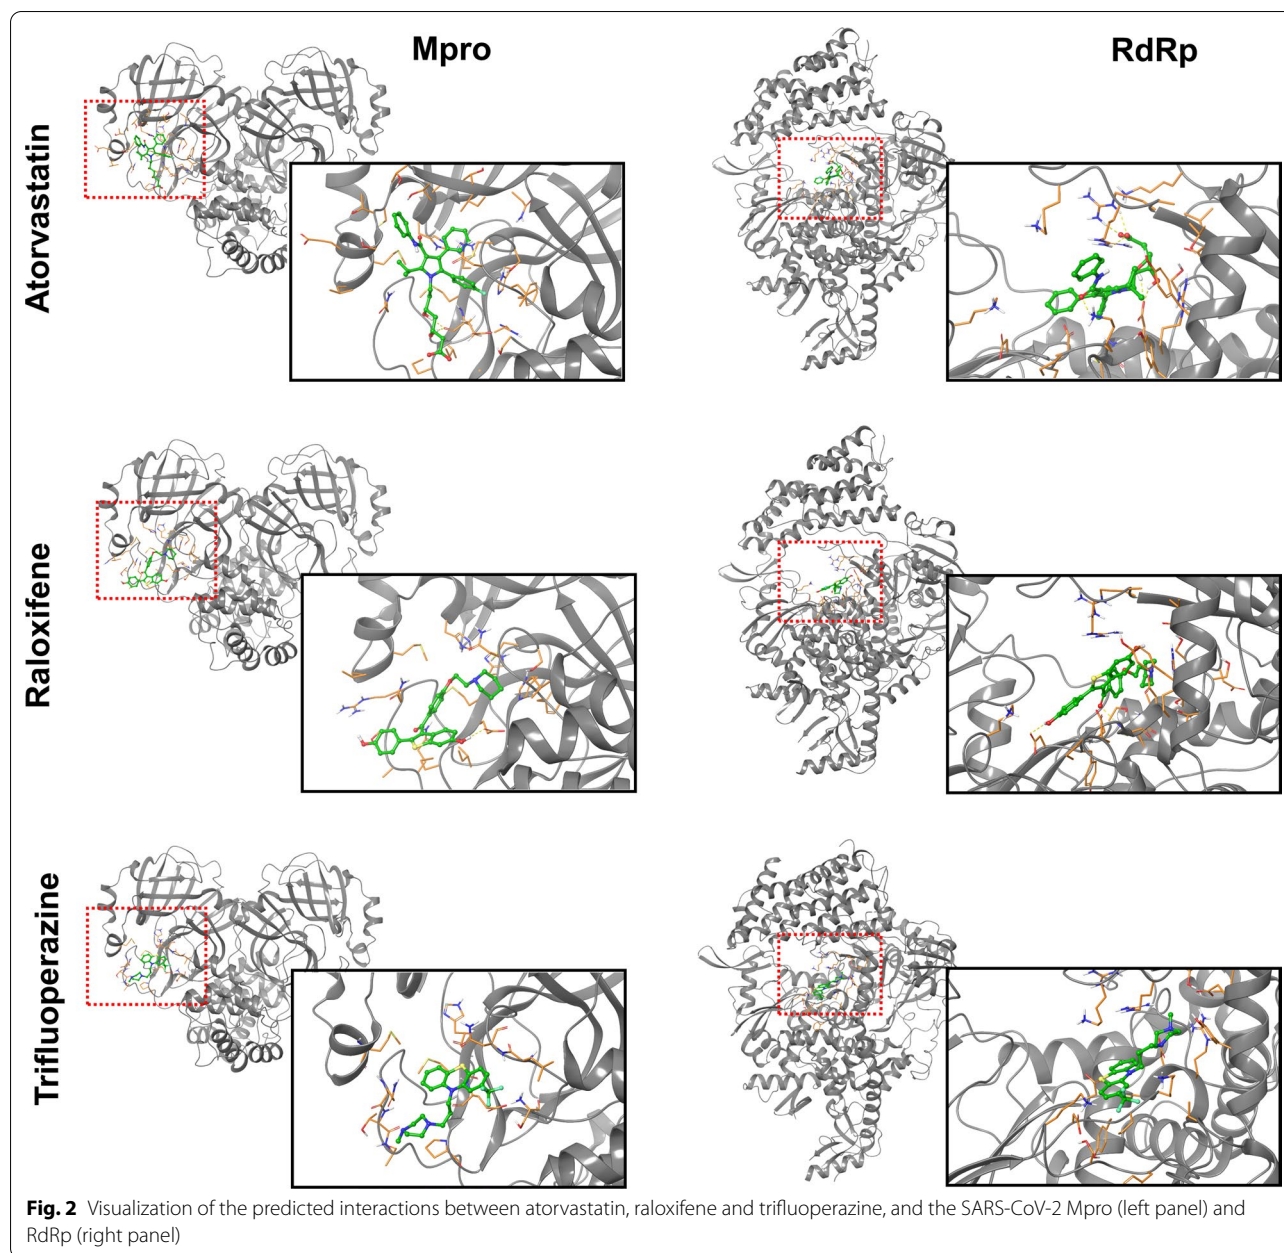 Mpro
RdRp
Atorvastatin
Raloxifene
Trifluoperazine
Fig. 2 Visualization of the predicted interactions between atorvastatin, raloxifene and trifluoperazine, and the SARS-CoV-2 Mpro (left panel) and
RdRp (right panel)